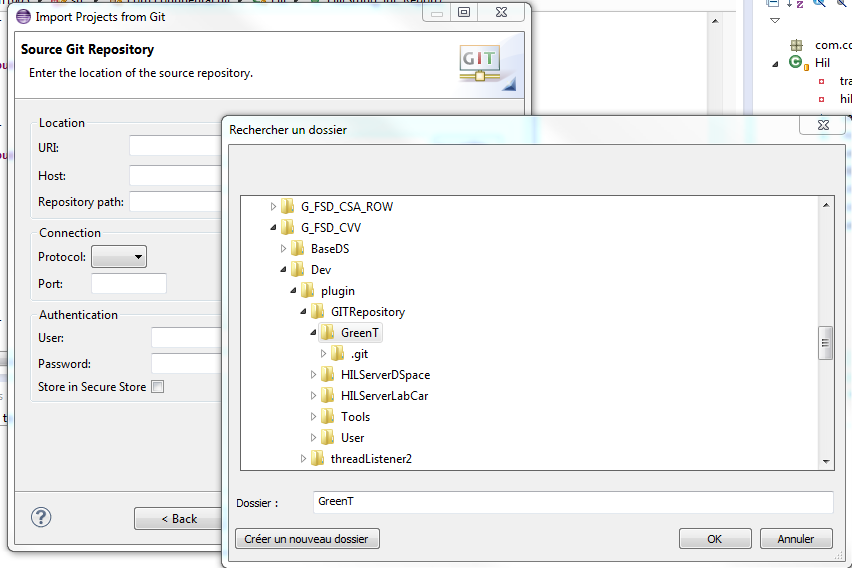 Import Projects from Git
Source Git Repository
Enter the location of the source repository.
GIT
Location
URI:
Host:
Repository path:
Connection
Protocol:
Port:
Authentication
User:
Password:
Store in Secure Store
< Back
Rechercher un dossier
G_FSD_CSA_ROW
G_FSD_CVV
BaseDS
Dev
plugin
GITRepository
GreenT
.git
HILServerDSpace
HILServerLabCar
Tools
User
threadListener2
Dossier :
GreenT
Créer un nouveau dossier
OK
Annuler
com.co
Hil
tra
hil